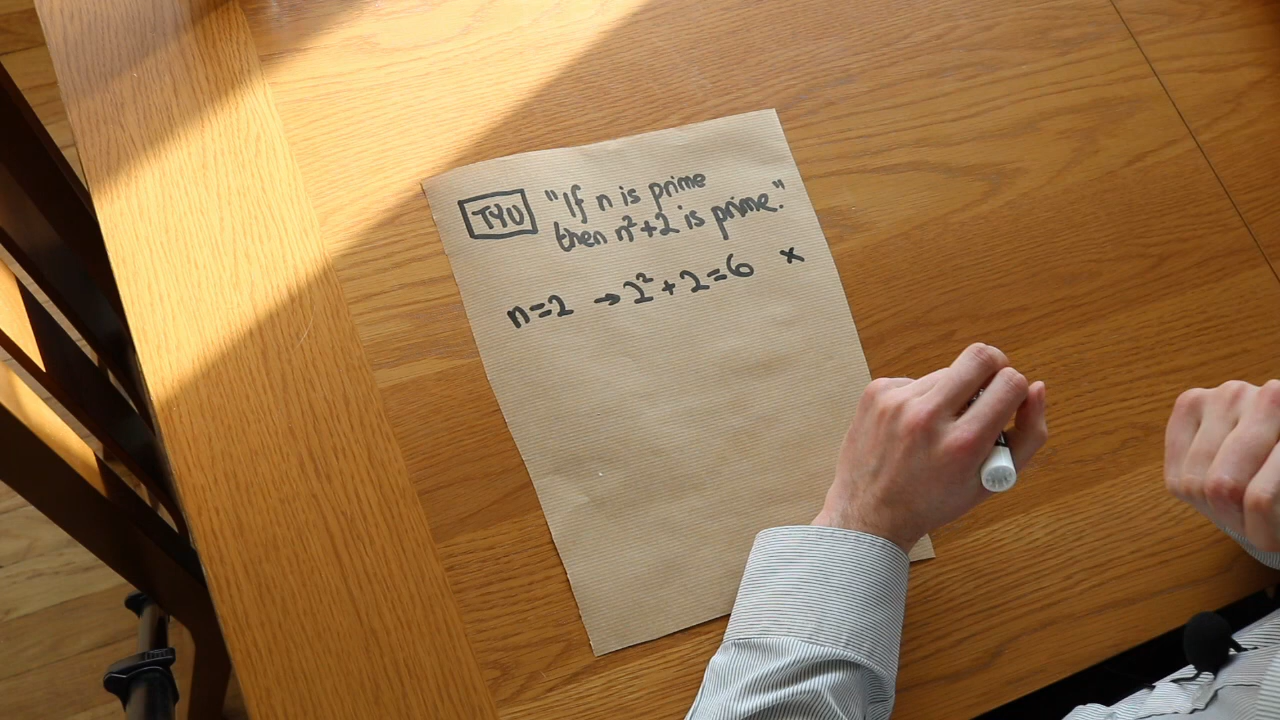 TYU "If n is prime
then n²+2 is prime."
n=2 → 2²+2=6 ×